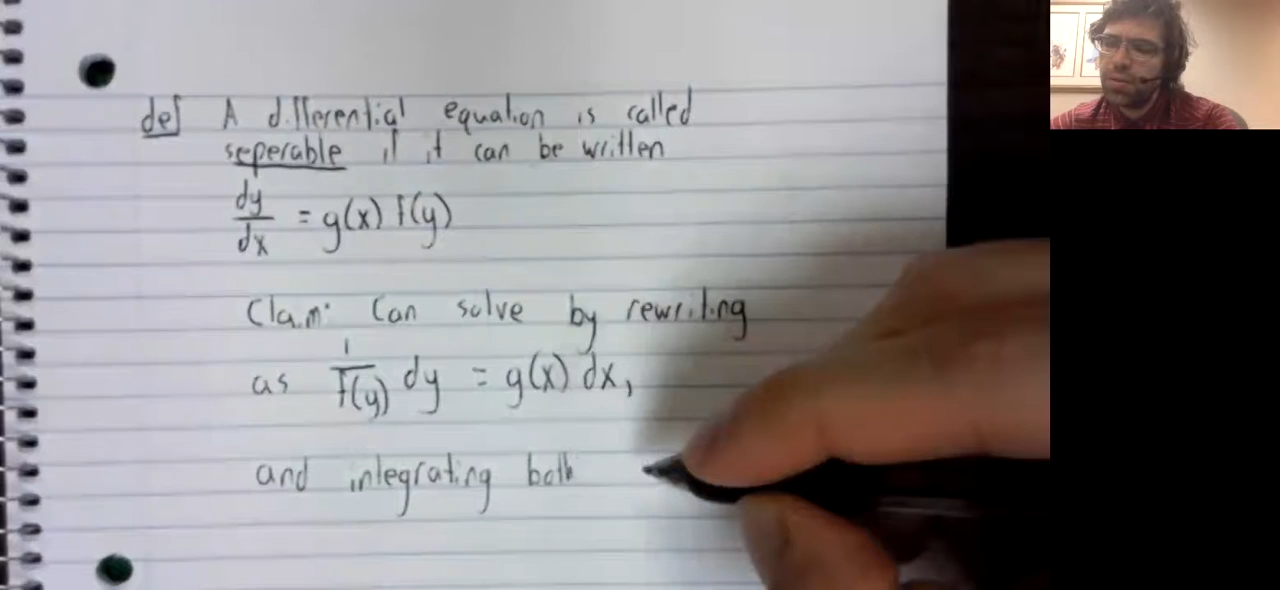 def A differential equation is called
seperable if it can be written
dy/dx = g(x) f(y)
Claim: Can solve by rewriting
as 1/f(y) dy = g(x) dx,
and integrating both